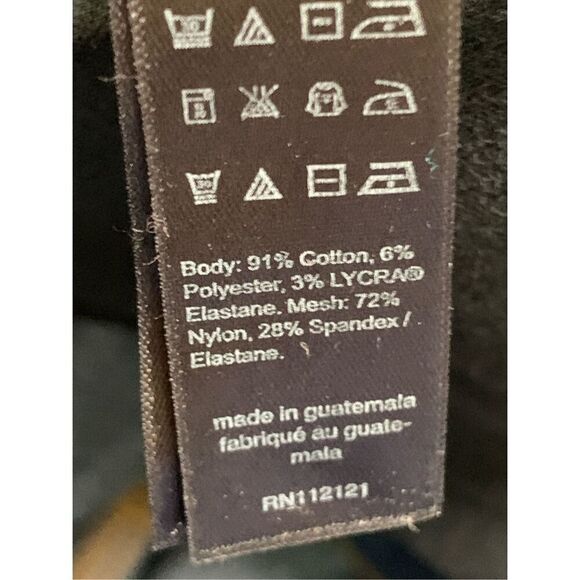 Body: 91% Cotton, 6%
Polyester, 3% LYCRA®
Elastane. Mesh: 72%
Nylon, 28% Spandex /
Elastane.
made in guatemala
fabriqué au guate-
mala
RN112121